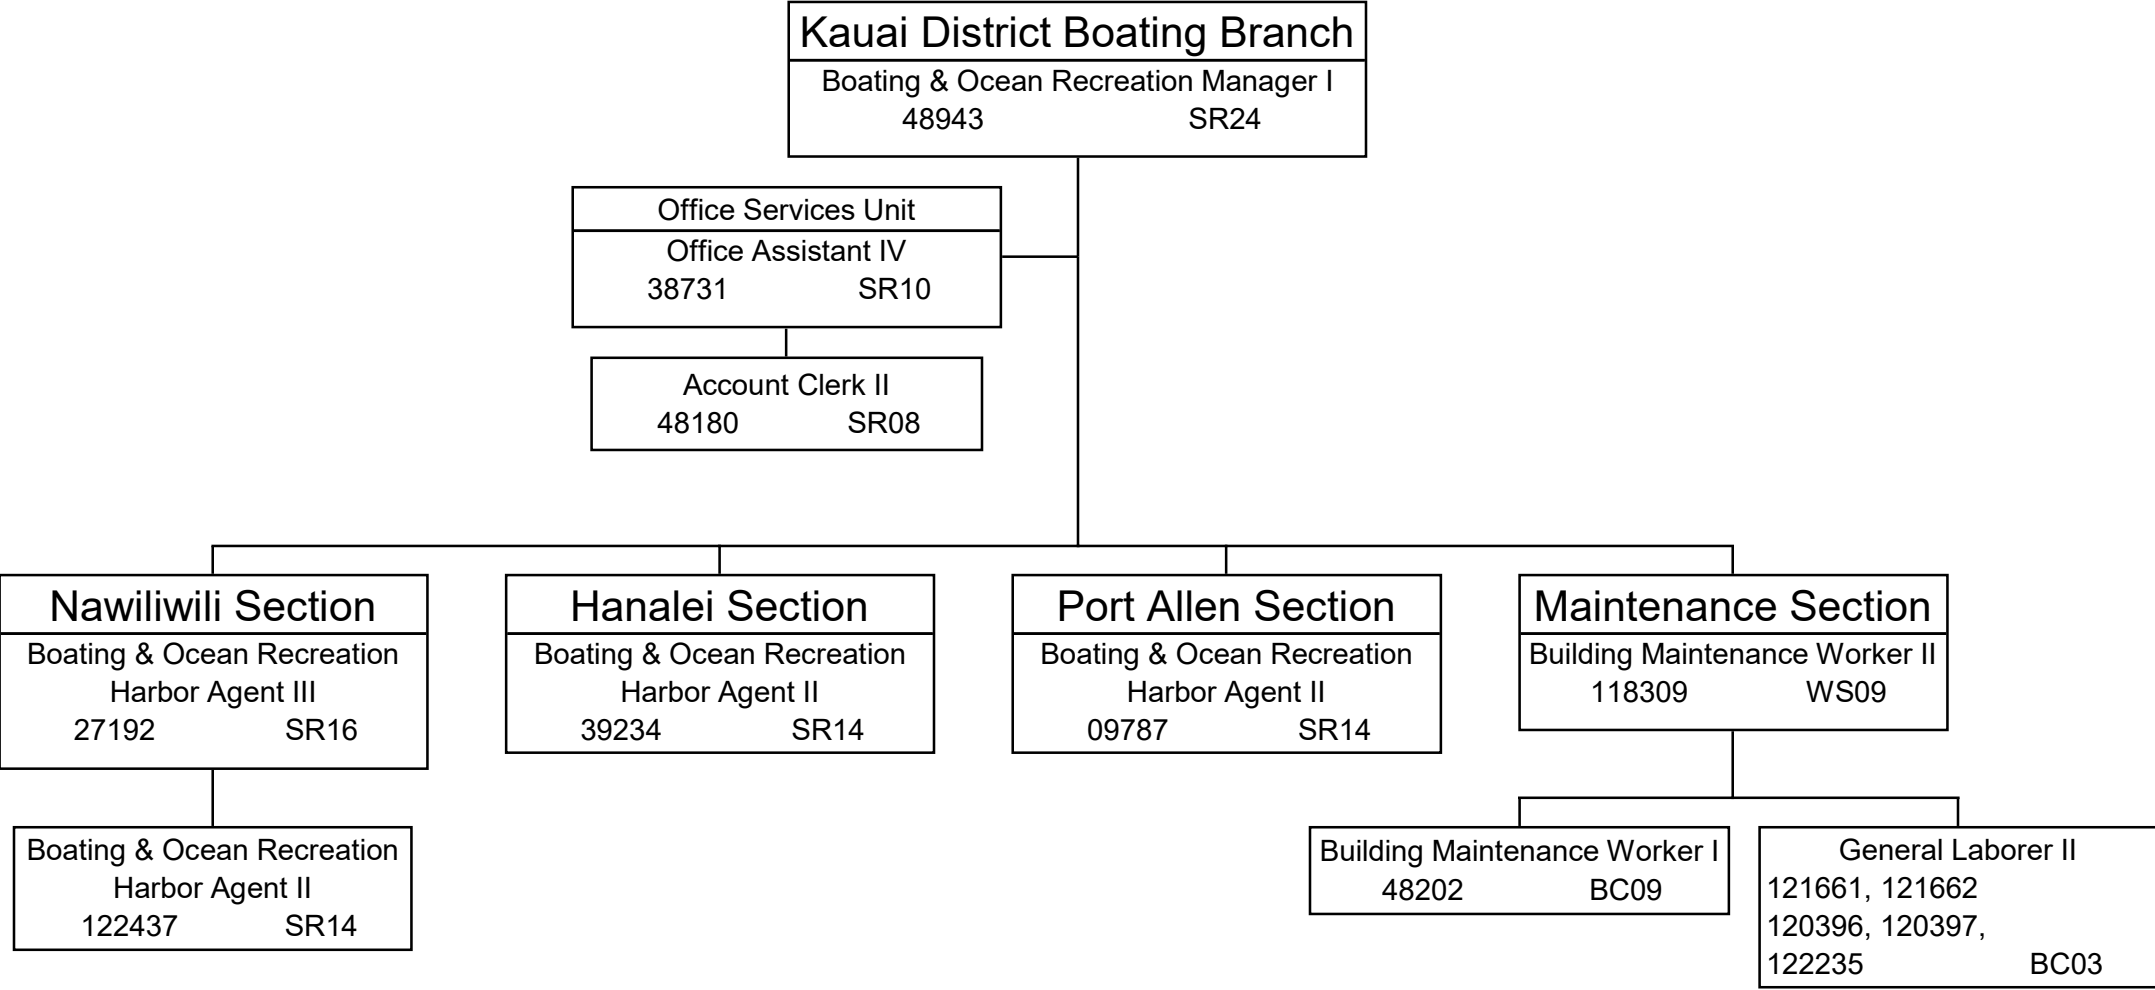 Kauai District Boating Branch
Boating & Ocean Recreation Manager I
48943 SR24
Office Services Unit
Office Assistant IV
38731 SR10
Account Clerk II
48180 SR08
Nawiliwili Section
Boating & Ocean Recreation
Harbor Agent III
27192 SR16
Boating & Ocean Recreation
Harbor Agent II
122437 SR14
Hanalei Section
Boating & Ocean Recreation
Harbor Agent II
39234 SR14
Port Allen Section
Boating & Ocean Recreation
Harbor Agent II
09787 SR14
Maintenance Section
Building Maintenance Worker II
118309 WS09
Building Maintenance Worker I
48202 BC09
General Laborer II
121661, 121662
120396, 120397,
122235 BC03